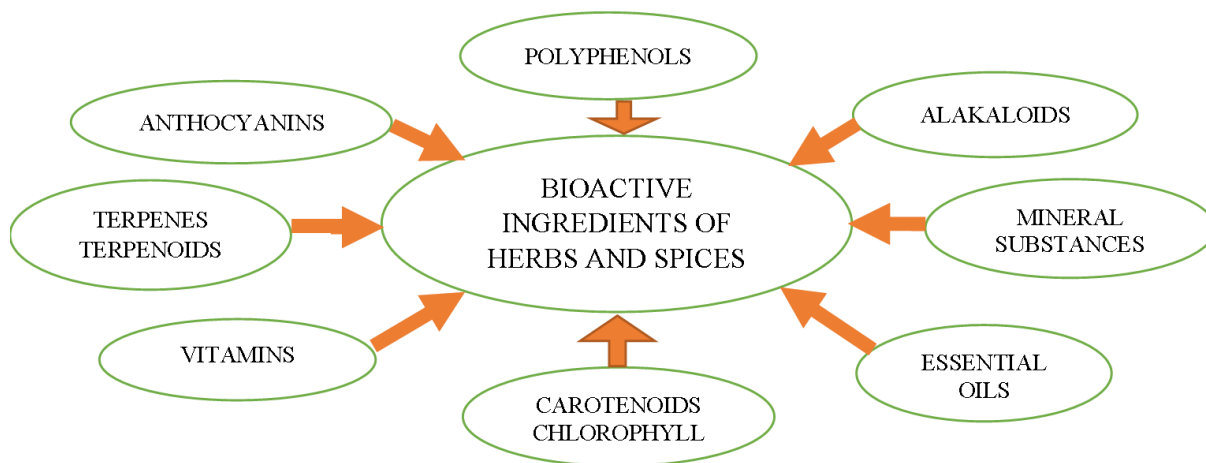 POLYPHENOLS
ANTHOCYANINS
ALAKALOIDS
BIOACTIVE
INGREDIENTS OF
HERBS AND SPICES
TERPENES
TERPENOIDS
MINERAL
SUBSTANCES
VITAMINS
ESSENTIAL
OILS
CAROTENOIDS
CHLOROPHYLL